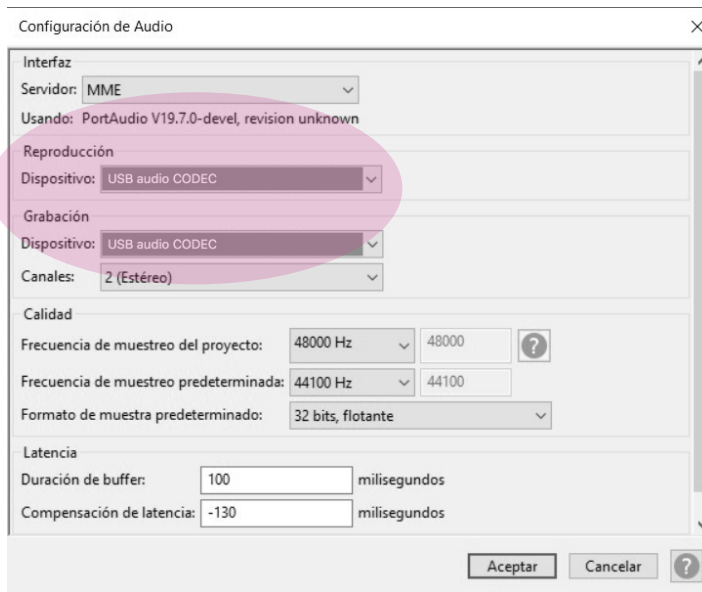 Configuración de Audio
Interfaz
Servidor: MME
Usando: PortAudio V19.7.0-devel, revision unknown
Reproducción
Dispositivo: USB audio CODEC
Grabación
Dispositivo: USB audio CODEC
Canales: 2 (Estéreo)
Calidad
Frecuencia de muestreo del proyecto: 48000 Hz 48000 ?
Frecuencia de muestreo predeterminada: 44100 Hz 44100
Formato de muestra predeterminado: 32 bits, flotante
Latencia
Duración de buffer: 100 milisegundos
Compensación de latencia: -130 milisegundos
Aceptar Cancelar ?